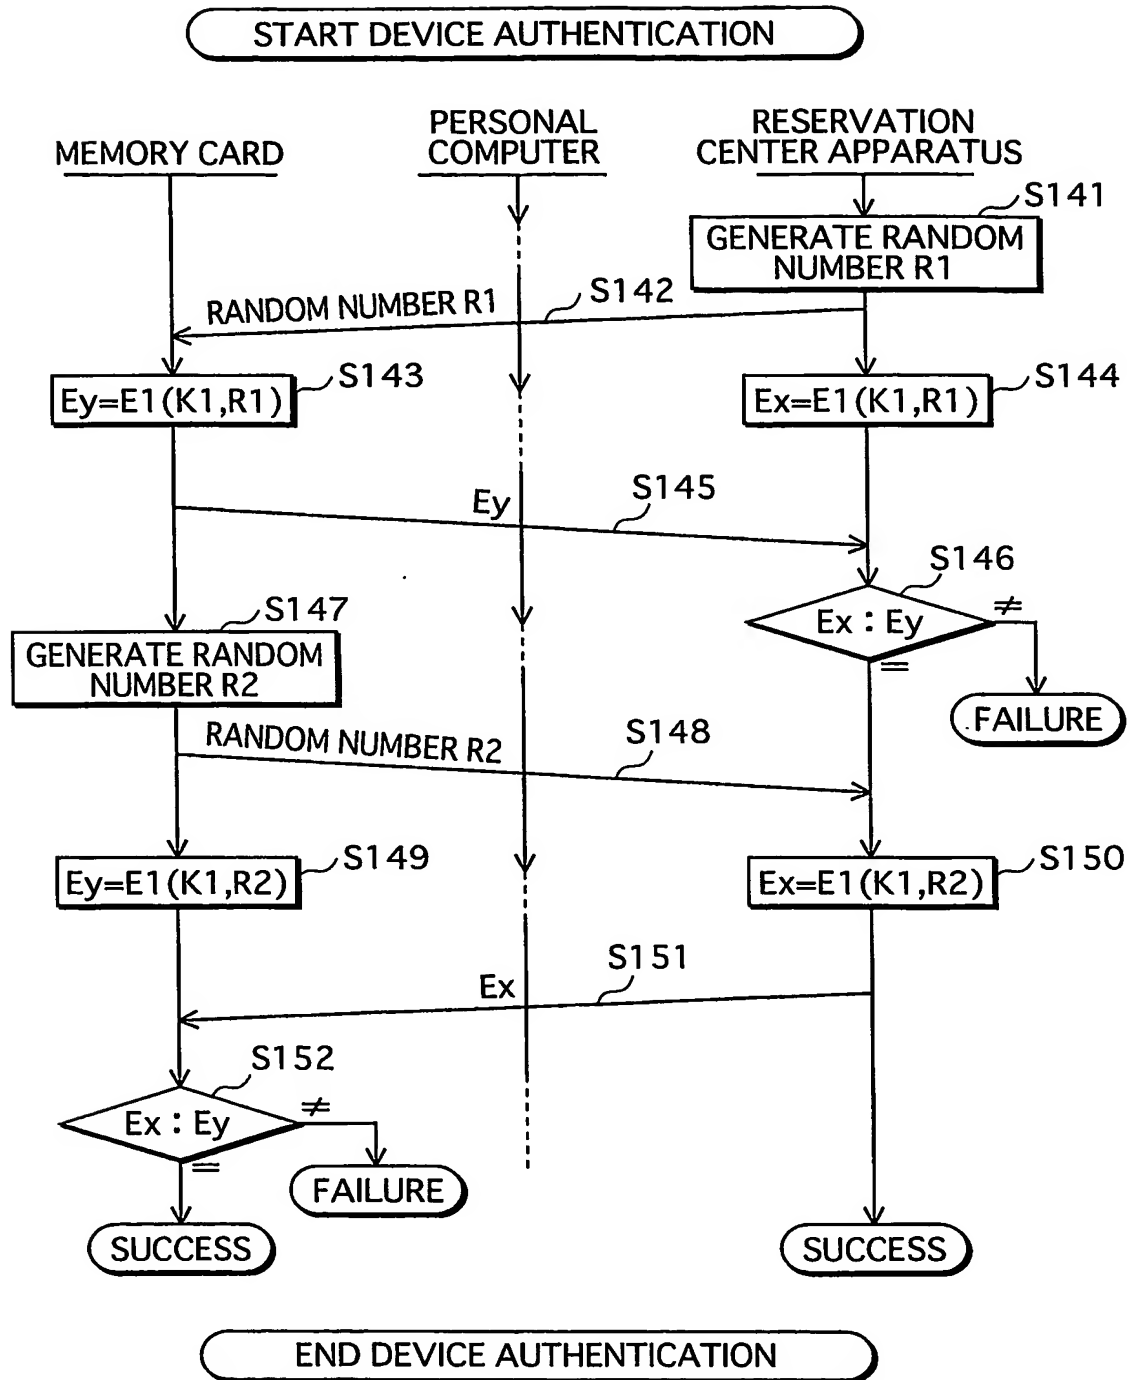 START DEVICE AUTHENTICATION
MEMORY CARD
PERSONAL
COMPUTER
RESERVATION
CENTER APPARATUS
S141
GENERATE RANDOM
NUMBER R1
S142
RANDOM NUMBER R1
S143
Ey=E1(K1,R1)
S144
Ex=E1(K1,R1)
S145
Ey
S146
Ex : Ey
≠
=
FAILURE
S147
GENERATE RANDOM
NUMBER R2
RANDOM NUMBER R2
S148
S149
Ey=E1(K1,R2)
S150
Ex=E1(K1,R2)
S151
Ex
S152
Ex : Ey
≠
=
FAILURE
SUCCESS
SUCCESS
END DEVICE AUTHENTICATION